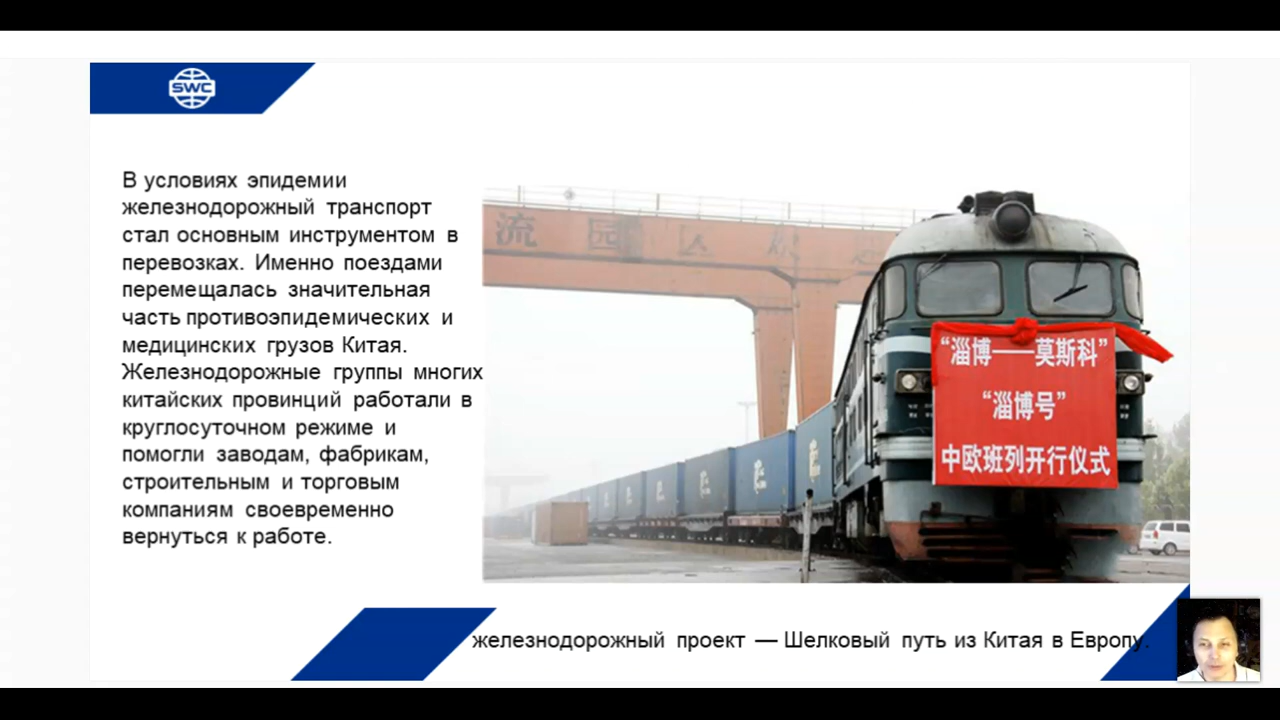 SWC
В условиях эпидемии
железнодорожный транспорт
стал основным инструментом в
перевозках. Именно поездами
перемещалась значительная
часть противоэпидемических и
медицинских грузов Китая.
Железнодорожные группы многих
китайских провинций работали в
круглосуточном режиме и
помогли заводам, фабрикам,
строительным и торговым
компаниям своевременно
вернуться к работе.
流园区
“淄博——莫斯科”
“淄博号”
中欧班列开行仪式
железнодорожный проект — Шелковый путь из Китая в Европу.